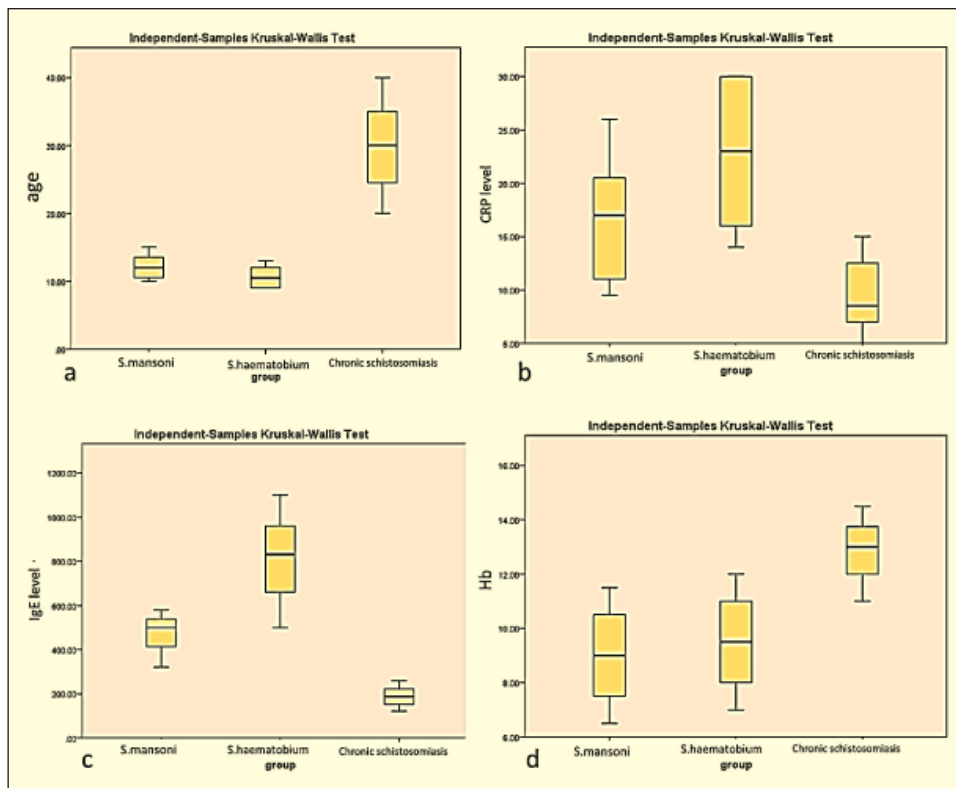 Independent-Samples Kruskal-Wallis Test
40.00
30.00
20.00
10.00
.00
age
S.mansoni
S.haematobium
Chronic schistosomiasis
group
a
Independent-Samples Kruskal-Wallis Test
30.00
25.00
20.00
15.00
10.00
5.00
CRP level
S.mansoni
S.haematobium
Chronic schistosomiasis
group
b
Independent-Samples Kruskal-Wallis Test
1200.00
1000.00
800.00
600.00
400.00
200.00
.00
IgE level
S.mansoni
S.haematobium
Chronic schistosomiasis
group
c
Independent-Samples Kruskal-Wallis Test
16.00
14.00
12.00
10.00
8.00
6.00
Hb
S.mansoni
S.haematobium
Chronic schistosomiasis
group
d